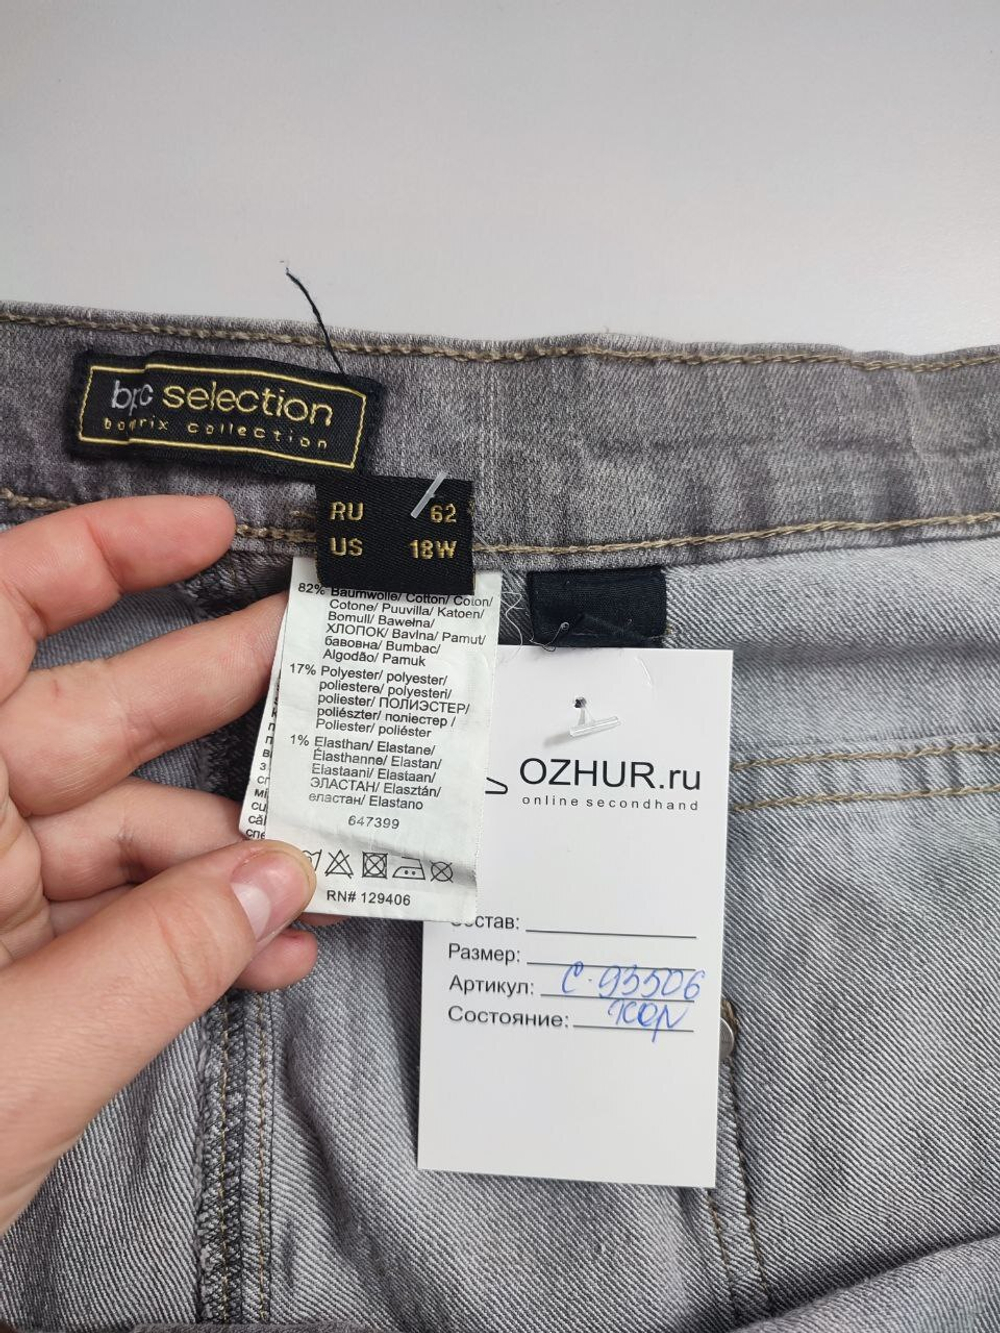 bpc selection
bonprix collection
RU 62
US 18W
82% Baumwolle/ Cotton/ Coton/
Cotone/ Puuvilla/ Katoen/
Bomull/ Bawełna/
ХЛОПОК/ Bavlna/ Pamut/
бавовна/ Bumbac/
Algodão/ Pamuk
17% Polyester/ polyester/
poliestere/ polyesteri/
poliester/ ПОЛИЭСТЕР/
poliészter/ поліестер /
Poliester/ poliéster
1% Elasthan/ Elastane/
Élasthanne/ Elastan/
Elastaani/ Elastaan/
ЭЛАСТАН/ Elasztán/
еластан/ Elastano
647399
RN# 129406
OZHUR.ru
online secondhand
Состав:
Размер:
Артикул: С-93506
Состояние: